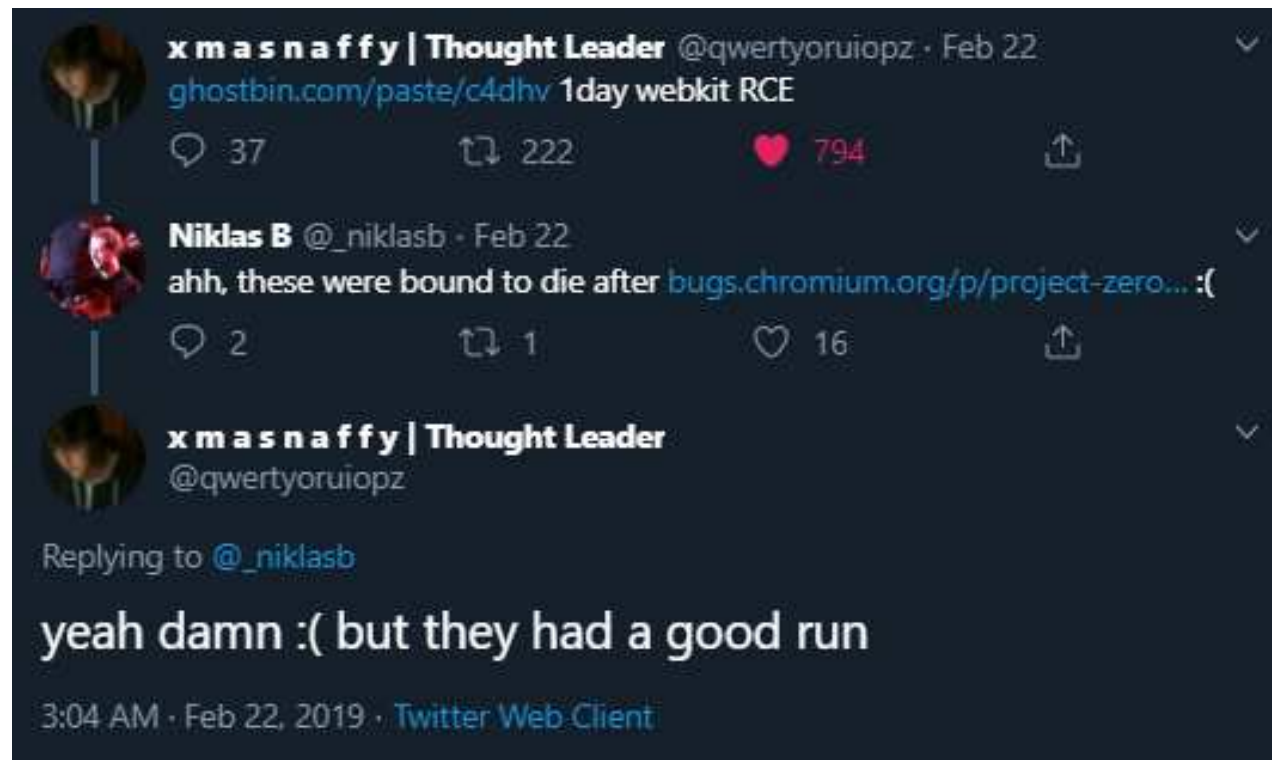 x m a s n a f f y | Thought Leader @qwertyoruiopz · Feb 22
ghostbin.com/paste/c4dhv 1day webkit RCE
37 222 794
Niklas B @_niklasb · Feb 22
ahh, these were bound to die after bugs.chromium.org/p/project-zero... :(
2 1 16
x m a s n a f f y | Thought Leader
@qwertyoruiopz
Replying to @_niklasb
yeah damn :( but they had a good run
3:04 AM · Feb 22, 2019 · Twitter Web Client